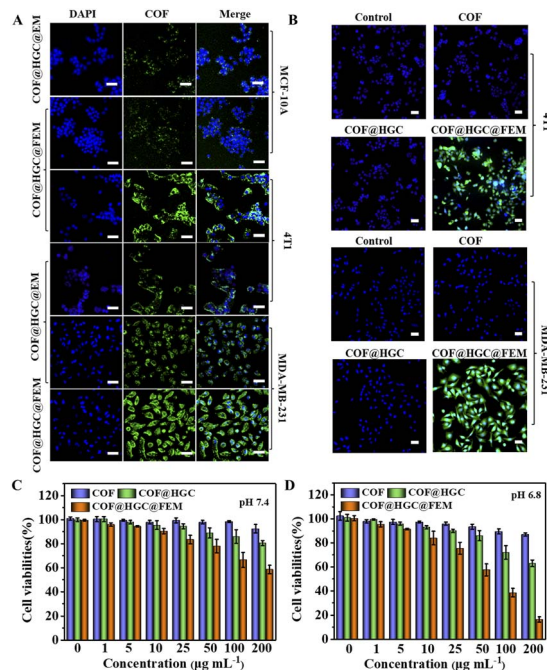 A
DAPI COF Merge
COF@HGC@EM
COF@HGC@FEM
COF@HGC@EM
COF@HGC@FEM
MCF-10A
4T1
MDA-MB-231
B
Control COF
COF@HGC COF@HGC@FEM
Control COF
COF@HGC COF@HGC@FEM
4T1
MDA-MB-231
C
COF COF@HGC pH 7.4
COF@HGC@FEM
Cell viabilities(%)
120
100
80
60
40
20
0
0 1 5 10 25 50 100 200
Concentration (µg mL-1)
D
COF COF@HGC pH 6.8
COF@HGC@FEM
Cell viabilities(%)
120
100
80
60
40
20
0
0 1 5 10 25 50 100 200
Concentration (µg mL-1)